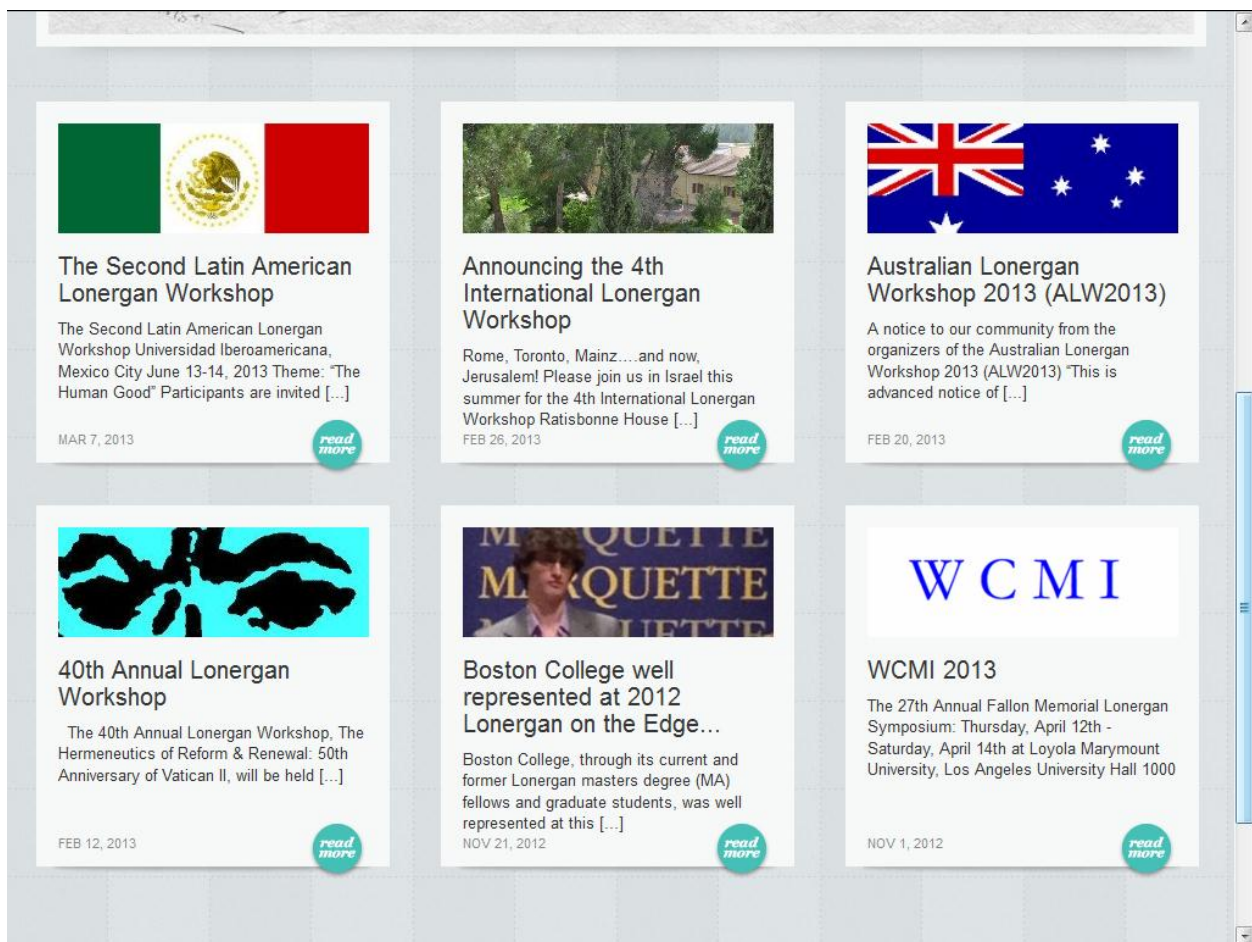 The Second Latin American
Lonergan Workshop
The Second Latin American Lonergan
Workshop Universidad Iberoamericana,
Mexico City June 13-14, 2013 Theme: “The
Human Good” Participants are invited [...]
MAR 7, 2013
read
more
Announcing the 4th
International Lonergan
Workshop
Rome, Toronto, Mainz....and now,
Jerusalem! Please join us in Israel this
summer for the 4th International Lonergan
Workshop Ratisbonne House [...]
FEB 26, 2013
read
more
Australian Lonergan
Workshop 2013 (ALW2013)
A notice to our community from the
organizers of the Australian Lonergan
Workshop 2013 (ALW2013) “This is
advanced notice of [...]
FEB 20, 2013
read
more
40th Annual Lonergan
Workshop
The 40th Annual Lonergan Workshop, The
Hermeneutics of Reform & Renewal: 50th
Anniversary of Vatican II, will be held [...]
FEB 12, 2013
read
more
MARQUETTE
Boston College well
represented at 2012
Lonergan on the Edge...
Boston College, through its current and
former Lonergan masters degree (MA)
fellows and graduate students, was well
represented at this [...]
NOV 21, 2012
read
more
WCMI
WCMI 2013
The 27th Annual Fallon Memorial Lonergan
Symposium: Thursday, April 12th -
Saturday, April 14th at Loyola Marymount
University, Los Angeles University Hall 1000
NOV 1, 2012
read
more